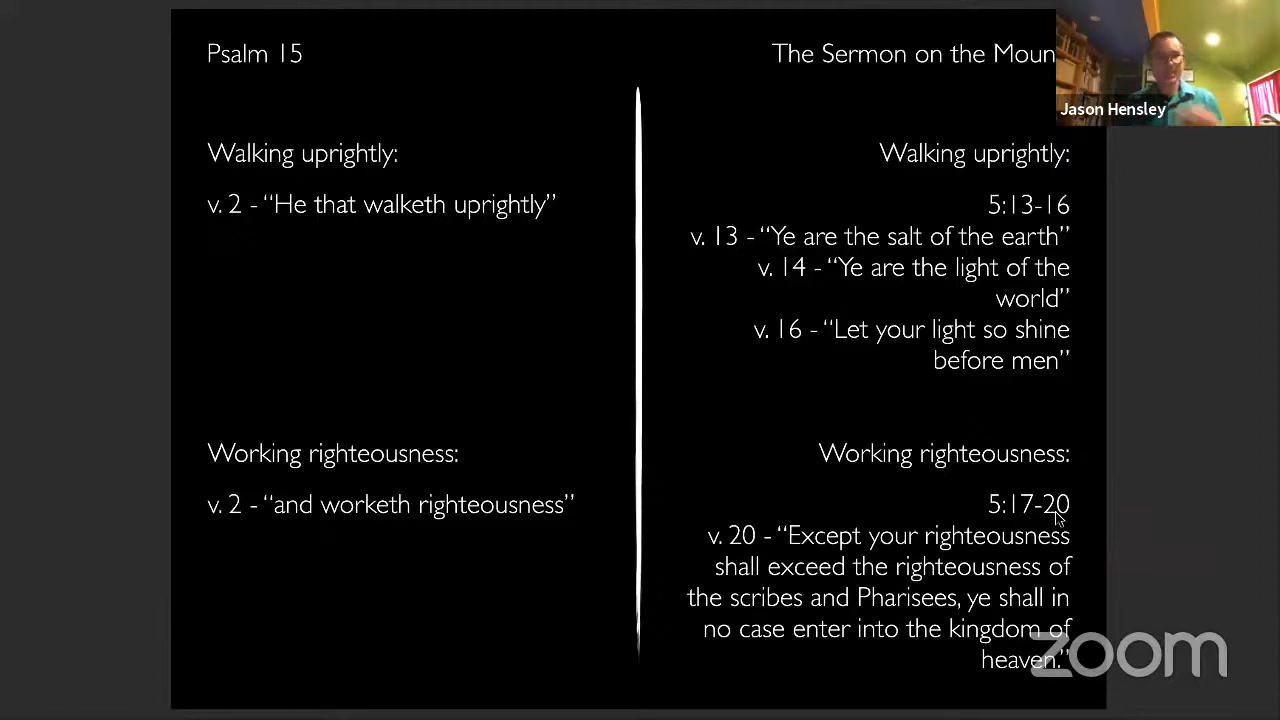 Psalm 15
The Sermon on the Moun
Jason Hensley
Walking uprightly:
v. 2 - “He that walketh uprightly”
Walking uprightly:
5:13-16
v. 13 - “Ye are the salt of the earth”
v. 14 - “Ye are the light of the
world”
v. 16 - “Let your light so shine
before men”
Working righteousness:
v. 2 - “and worketh righteousness”
Working righteousness:
5:17-20
v. 20 - “Except your righteousness
shall exceed the righteousness of
the scribes and Pharisees, ye shall in
no case enter into the kingdom of
heaven.”
zoom